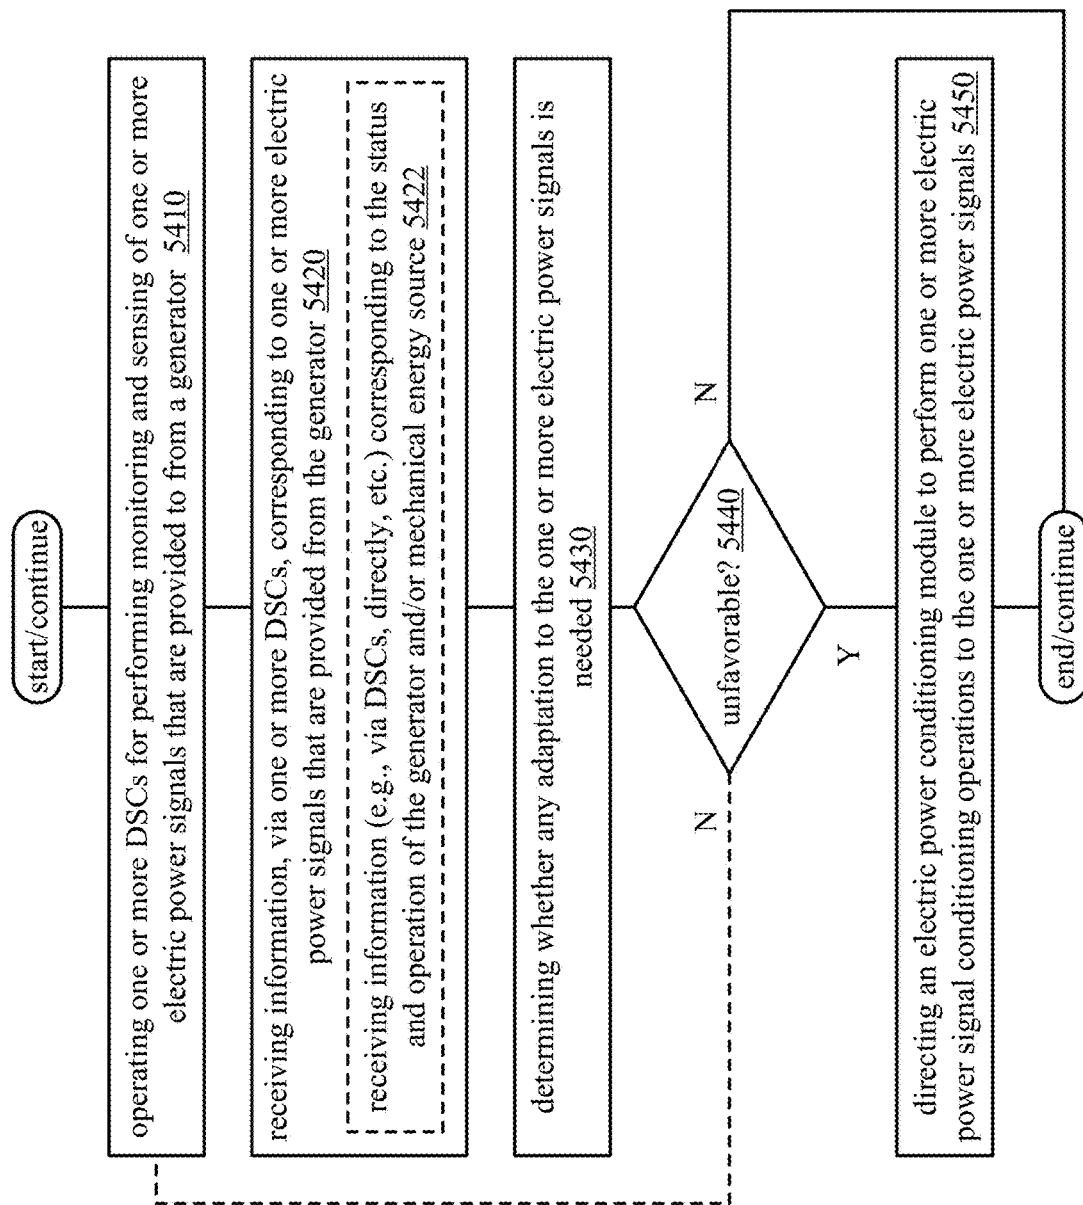 start/continue
operating one or more DSCs for performing monitoring and sensing of one or more
electric power signals that are provided to from a generator 5410
receiving information, via one or more DSCs, corresponding to one or more electric
power signals that are provided from the generator 5420
receiving information (e.g., via DSCs, directly, etc.) corresponding to the status
and operation of the generator and/or mechanical energy source 5422
determining whether any adaptation to the one or more electric power signals is
needed 5430
unfavorable? 5440
N
N
Y
directing an electric power conditioning module to perform one or more electric
power signal conditioning operations to the one or more electric power signals 5450
end/continue